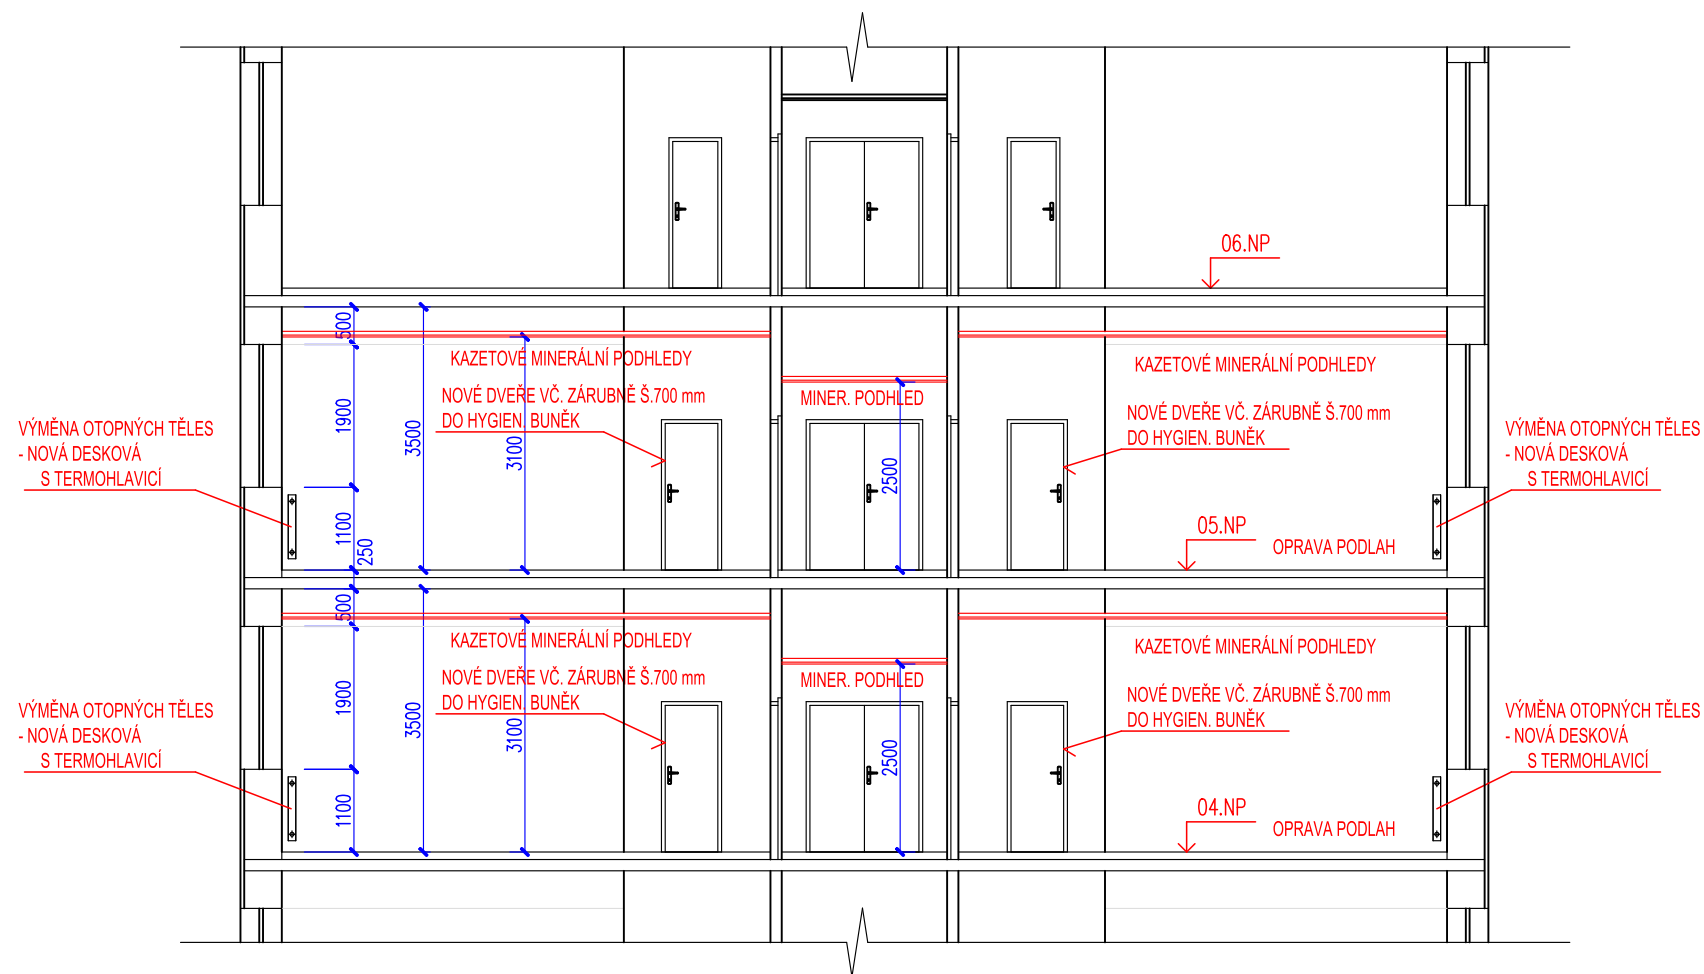 06.NP
500
KAZETOVÉ MINERÁLNÍ PODHLEDY
KAZETOVÉ MINERÁLNÍ PODHLEDY
NOVÉ DVEŘE VČ. ZÁRUBNĚ Š.700 mm
DO HYGIEN. BUNĚK
MINER. PODHLED
NOVÉ DVEŘE VČ. ZÁRUBNĚ Š.700 mm
DO HYGIEN. BUNĚK
VÝMĚNA OTOPNÝCH TĚLES
- NOVÁ DESKOVÁ
S TERMOHLAVICÍ
1900
3500
3100
2500
VÝMĚNA OTOPNÝCH TĚLES
- NOVÁ DESKOVÁ
S TERMOHLAVICÍ
1100
250
05.NP
OPRAVA PODLAH
500
KAZETOVÉ MINERÁLNÍ PODHLEDY
KAZETOVÉ MINERÁLNÍ PODHLEDY
NOVÉ DVEŘE VČ. ZÁRUBNĚ Š.700 mm
DO HYGIEN. BUNĚK
MINER. PODHLED
NOVÉ DVEŘE VČ. ZÁRUBNĚ Š.700 mm
DO HYGIEN. BUNĚK
VÝMĚNA OTOPNÝCH TĚLES
- NOVÁ DESKOVÁ
S TERMOHLAVICÍ
1900
3500
3100
2500
VÝMĚNA OTOPNÝCH TĚLES
- NOVÁ DESKOVÁ
S TERMOHLAVICÍ
1100
04.NP
OPRAVA PODLAH